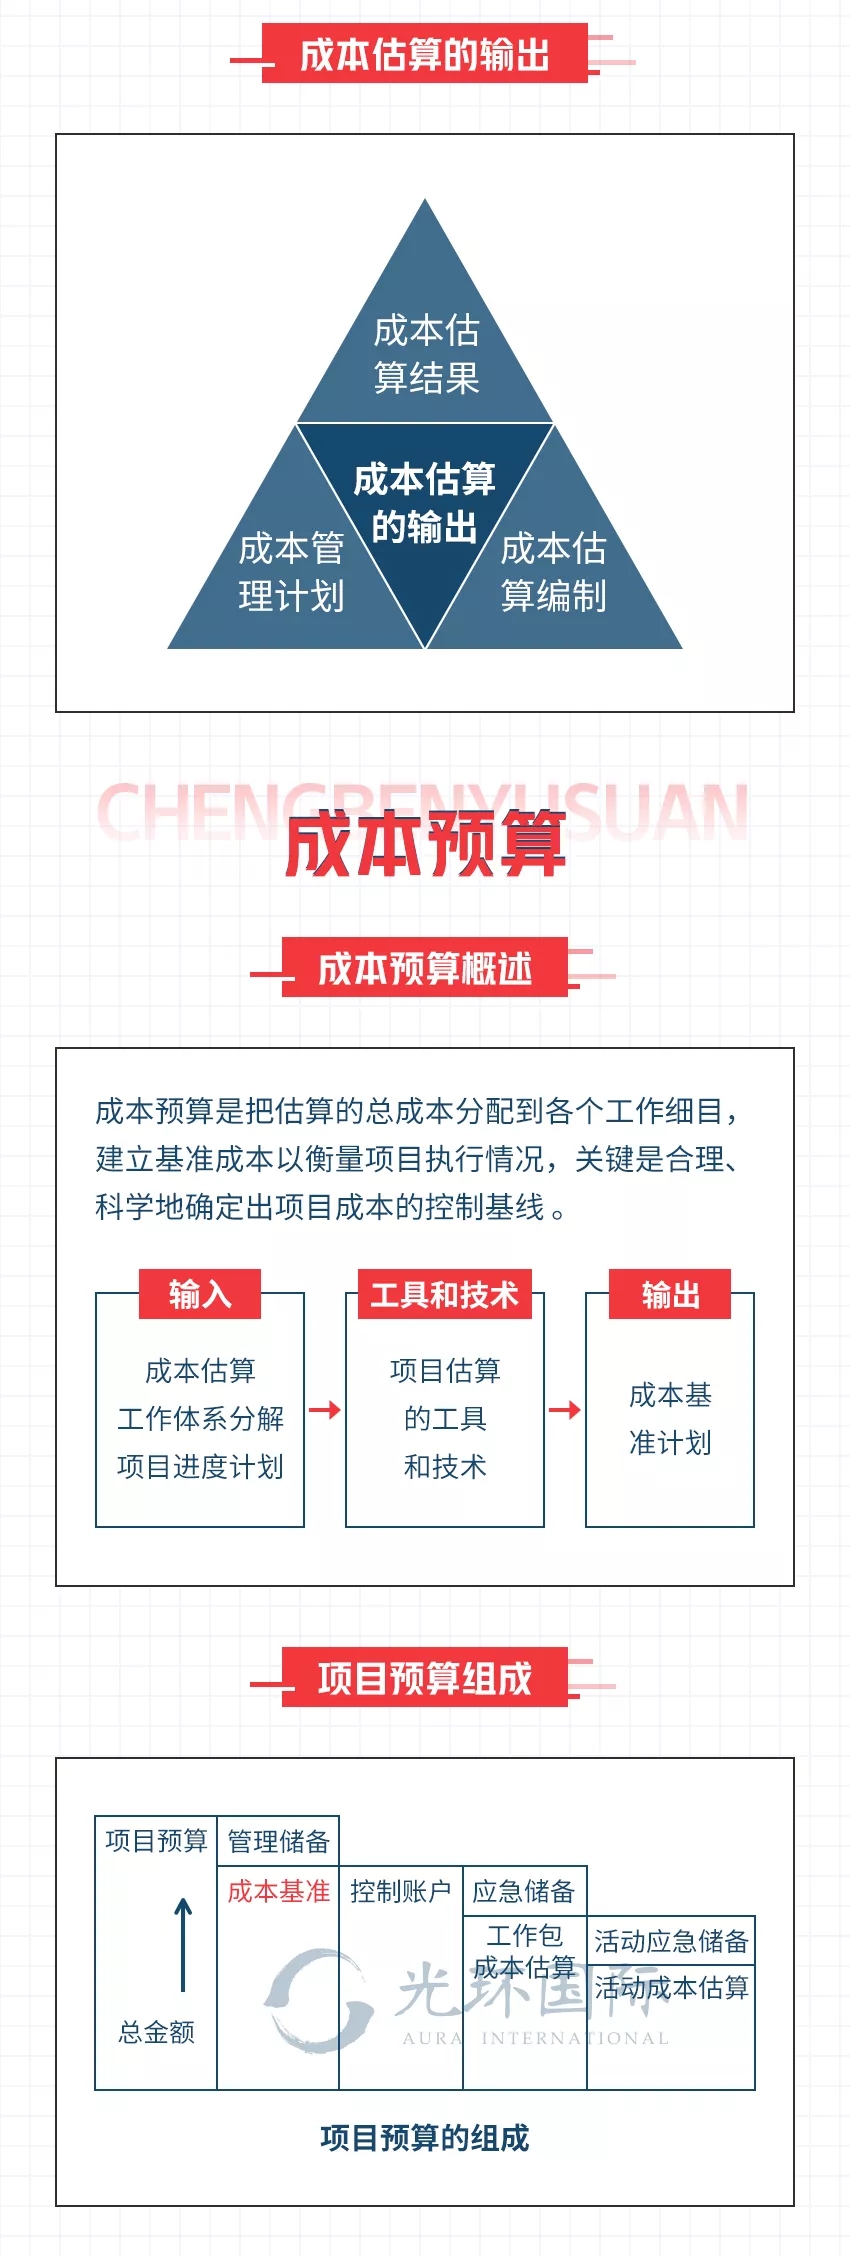 成本估算的输出
成本估
算结果
成本估算
的输出
成本管
理计划
成本估
算编制
CHENGBENYUSUAN
成本预算
成本预算概述
成本预算是把估算的总成本分配到各个工作细目，
建立基准成本以衡量项目执行情况，关键是合理、
科学地确定出项目成本的控制基线。
输入
成本估算
工作体系分解
项目进度计划
工具和技术
项目估算
的工具
和技术
输出
成本基
准计划
项目预算组成
项目预算
管理储备
成本基准
控制账户
应急储备
工作包
成本估算
活动应急储备
活动成本估算
总金额
光环国际
AURA INTERNATIONAL
项目预算的组成